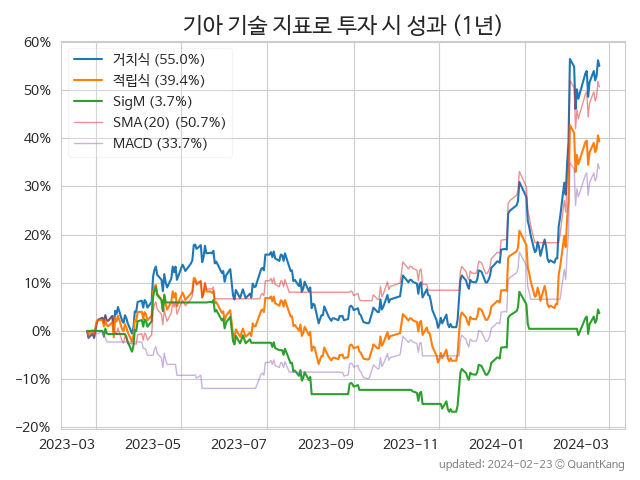 기아 기술 지표로 투자 시 성과 (1년)
60%
50%
40%
30%
20%
10%
0%
−10%
−20%
거치식 (55.0%)
적립식 (39.4%)
SigM (3.7%)
SMA(20) (50.7%)
MACD (33.7%)
2023-03 2023-05 2023-07 2023-09 2023-11 2024-01 2024-03
updated: 2024-02-23 © QuantKang